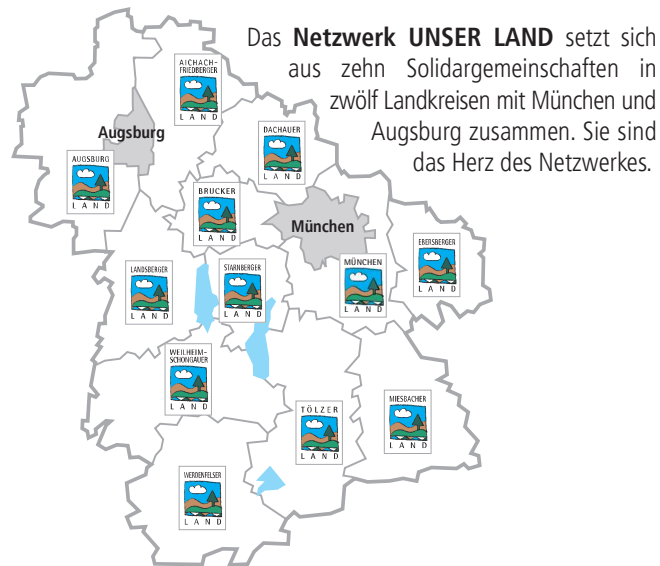 Das Netzwerk UNSER LAND setzt sich
aus zehn Solidargemeinschaften in
zwölf Landkreisen mit München und
Augsburg zusammen. Sie sind
das Herz des Netzwerkes.
AICHACH-
FRIEDBERGER
LAND
Augsburg
DACHAUER
LAND
AUGSBURG
LAND
BRUCKER
LAND
München
EBERSBERGER
LAND
LANDSBERGER
LAND
STARNBERGER
LAND
MÜNCHEN
LAND
WEILHEIM-
SCHONGAUER
LAND
TÖLZER
LAND
MIESBACHER
LAND
WERDENFELSER
LAND